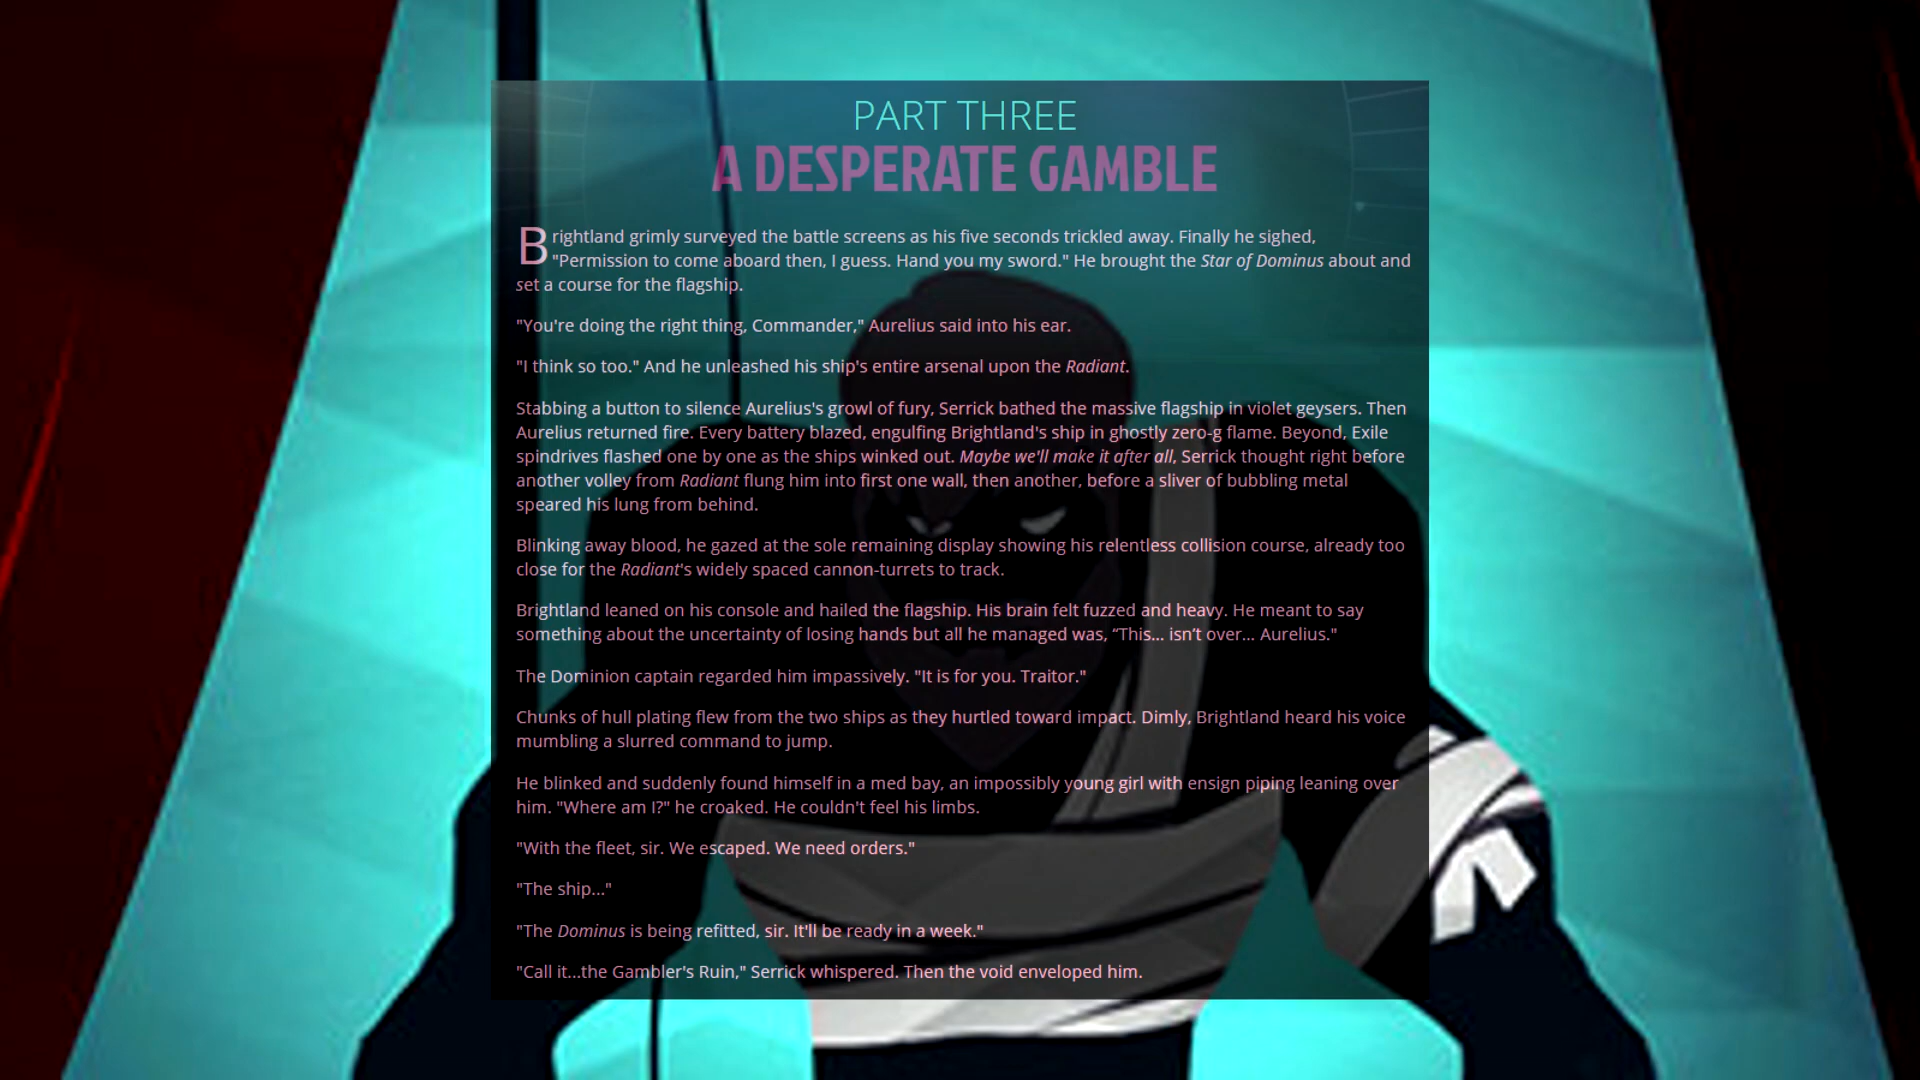 PART THREE
A DESPERATE GAMBLE
Brightland grimly surveyed the battle screens as his five seconds trickled away. Finally he sighed,
"Permission to come aboard then, I guess. Hand you my sword." He brought the Star of Dominus about and
set a course for the flagship.
"You're doing the right thing, Commander," Aurelius said into his ear.
"I think so too." And he unleashed his ship's entire arsenal upon the Radiant.
Stabbing a button to silence Aurelius's growl of fury, Serrick bathed the massive flagship in violet geysers. Then
Aurelius returned fire. Every battery blazed, engulfing Brightland's ship in ghostly zero-g flame. Beyond, Exile
spindrives flashed one by one as the ships winked out. Maybe we'll make it after all, Serrick thought right before
another volley from Radiant flung him into first one wall, then another, before a sliver of bubbling metal
speared his lung from behind.
Blinking away blood, he gazed at the sole remaining display showing his relentless collision course, already too
close for the Radiant's widely spaced cannon-turrets to track.
Brightland leaned on his console and hailed the flagship. His brain felt fuzzed and heavy. He meant to say
something about the uncertainty of losing hands but all he managed was, “This... isn’t over... Aurelius."
The Dominion captain regarded him impassively. "It is for you. Traitor."
Chunks of hull plating flew from the two ships as they hurtled toward impact. Dimly, Brightland heard his voice
mumbling a slurred command to jump.
He blinked and suddenly found himself in a med bay, an impossibly young girl with ensign piping leaning over
him. "Where am I?" he croaked. He couldn't feel his limbs.
"With the fleet, sir. We escaped. We need orders."
"The ship..."
"The Dominus is being refitted, sir. It'll be ready in a week."
"Call it...the Gambler's Ruin," Serrick whispered. Then the void enveloped him.